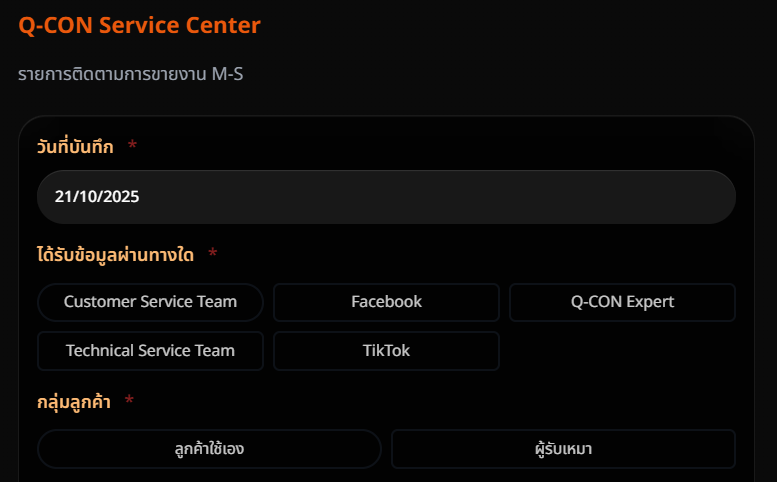 Q-CON Service Center
รายการติดตามการขายงาน M-S
วันที่บันทึก *
21/10/2025
ได้รับข้อมูลผ่านทางใด *
Customer Service Team Facebook Q-CON Expert
Technical Service Team TikTok
กลุ่มลูกค้า *
ลูกค้าใช้เอง ผู้รับเหมา